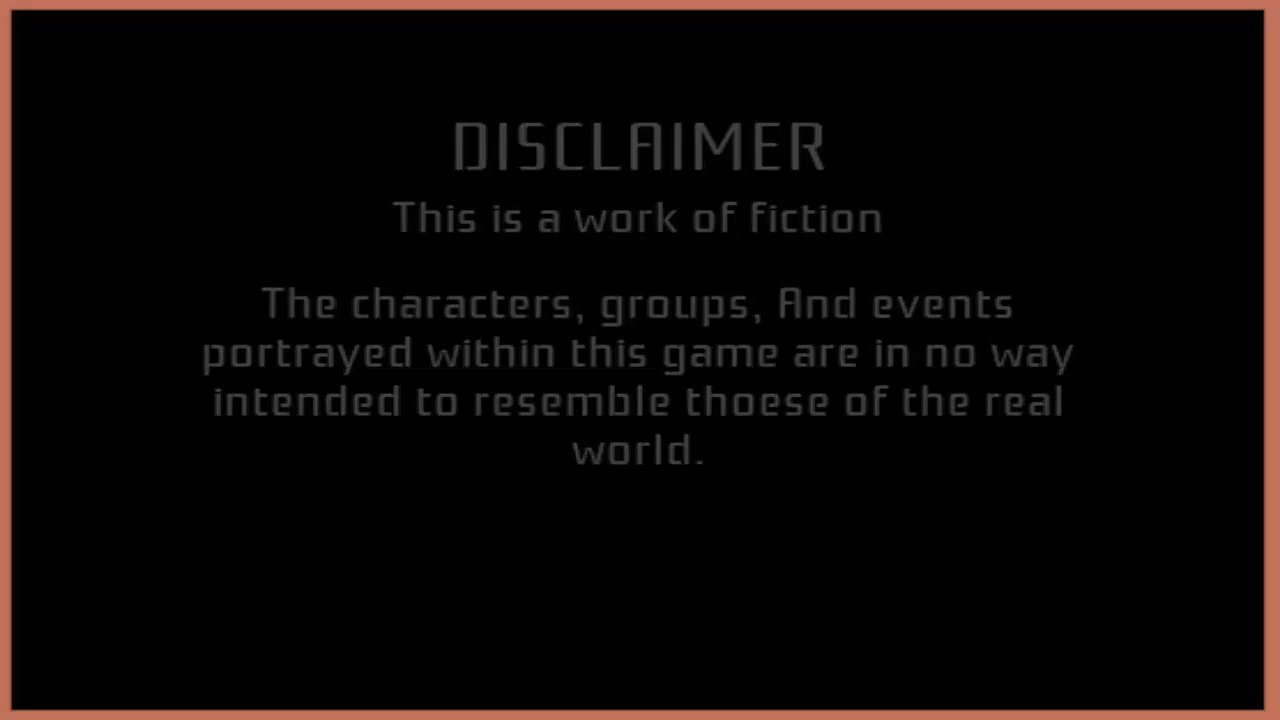 DISCLAIMER
This is a work of fiction
The characters, groups, And events
portrayed within this game are in no way
intended to resemble thoese of the real
world.